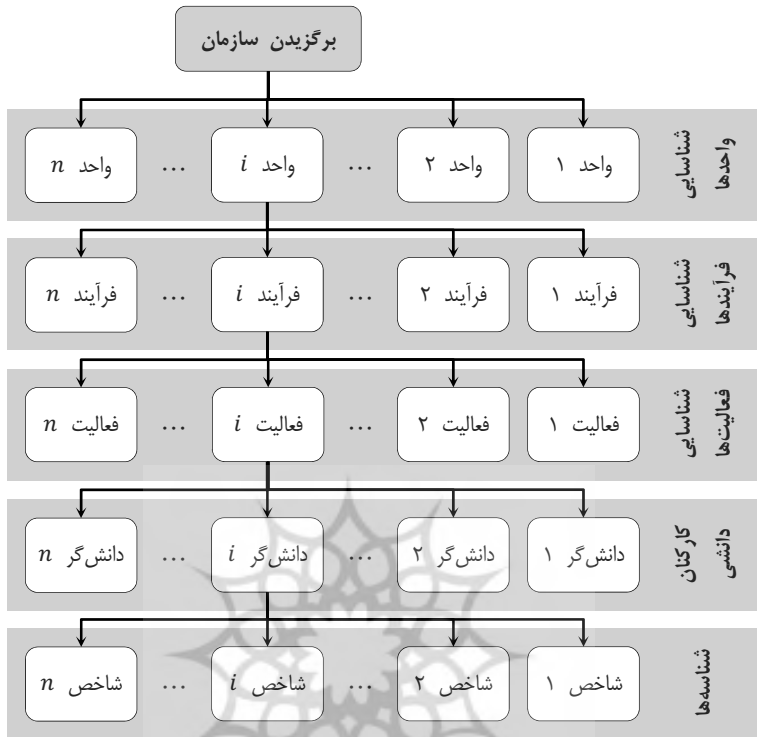 برگزیدن سازمان
شناسایی
واحدها
واحد ۱
واحد ۲
...
واحد i
...
واحد n
شناسایی
فرآیندها
فرآیند ۱
فرآیند ۲
...
فرآیند i
...
فرآیند n
شناسایی
فعالیت‌ها
فعالیت ۱
فعالیت ۲
...
فعالیت i
...
فعالیت n
کارکنان
دانشی
دانش‌گر ۱
دانش‌گر ۲
...
دانش‌گر i
...
دانش‌گر n
شناسه‌ها
شاخص ۱
شاخص ۲
...
شاخص i
...
شاخص n